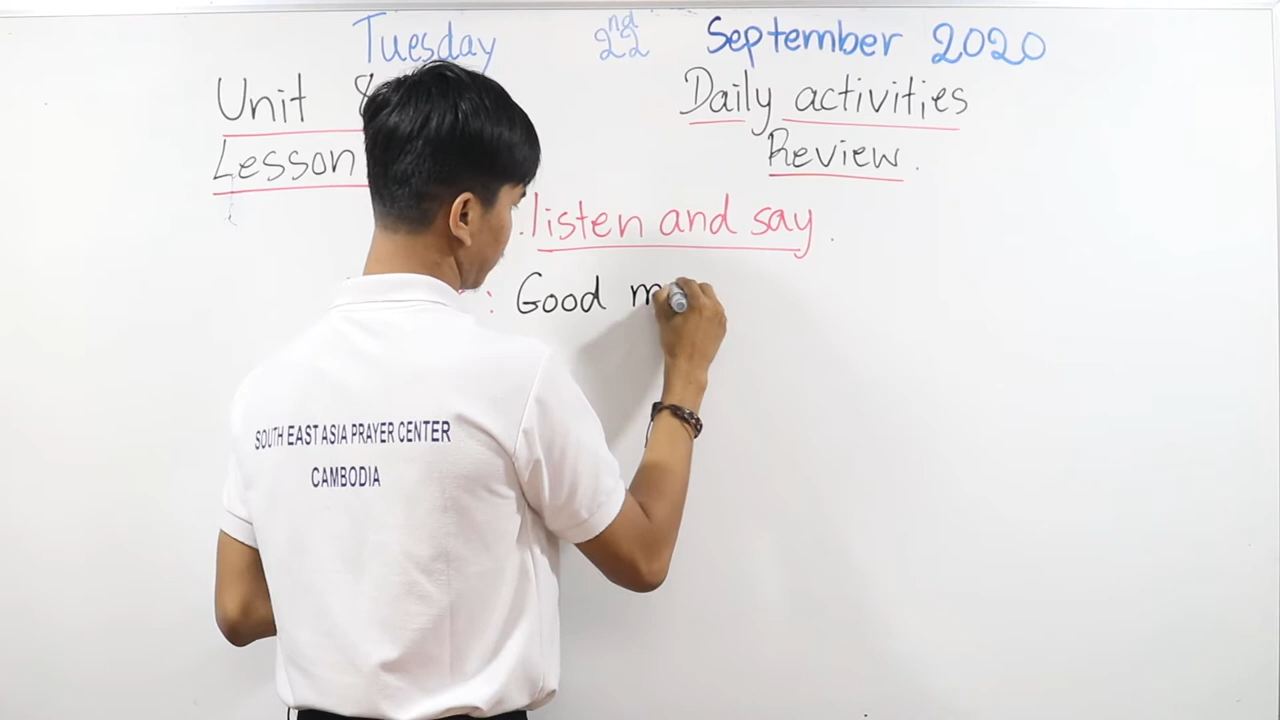 Tuesday 22nd September 2020
Unit 8 Daily activities
Lesson Review.
.listen and say.
: Good m
SOUTH EAST ASIA PRAYER CENTER
CAMBODIA